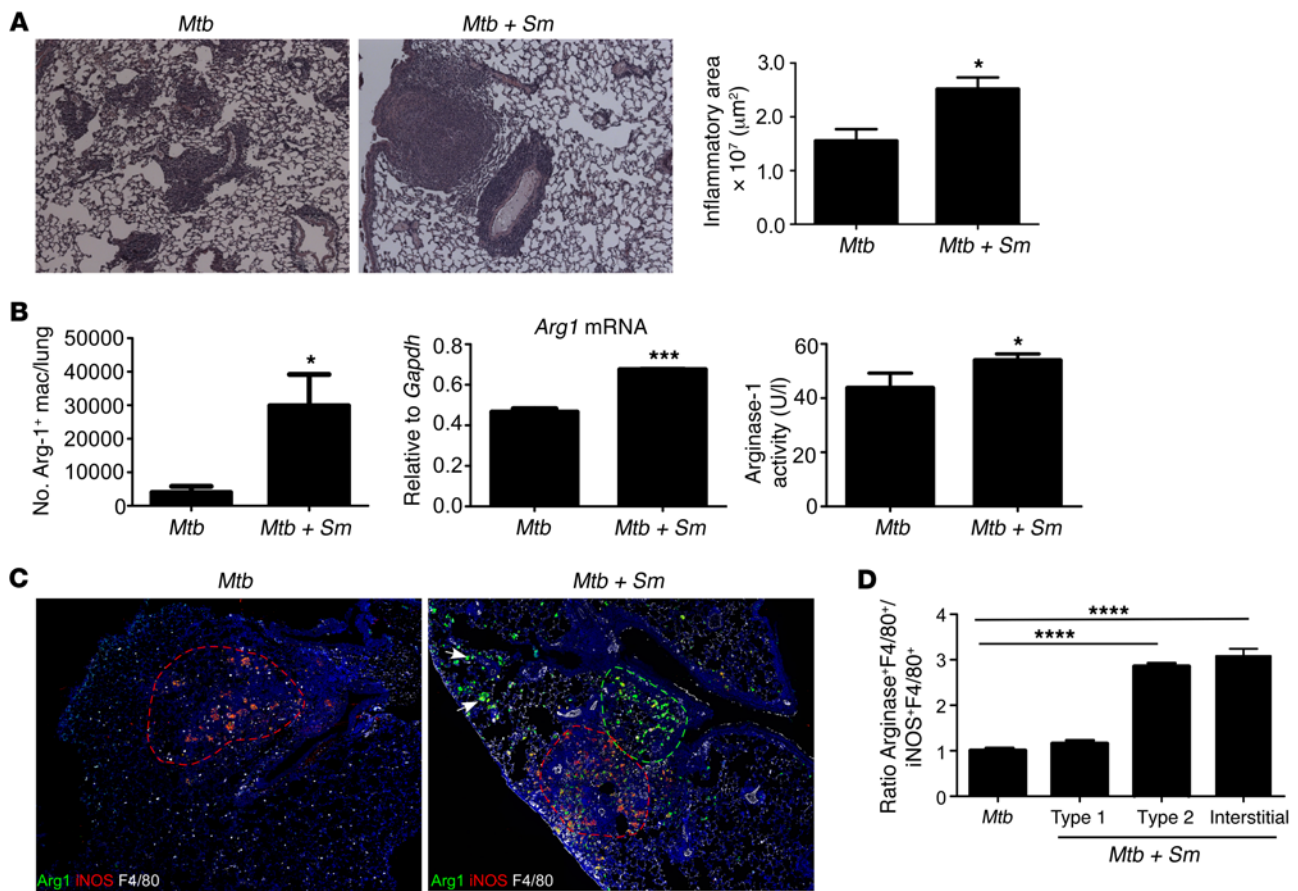 A
Mtb
Mtb + Sm
Inflammatory area
× 10⁷ (μm²)
3.0
2.0
1.0
0.0
*
Mtb
Mtb + Sm
B
No. Arg-1⁺ mac/lung
50000
40000
30000
20000
10000
0
*
Mtb
Mtb + Sm
Arg1 mRNA
Relative to Gapdh
0.8
0.6
0.4
0.2
0.0
***
Mtb
Mtb + Sm
Arginase-1
activity (U/l)
60
40
20
0
*
Mtb
Mtb + Sm
C
Mtb
Mtb + Sm
Arg1 iNOS F4/80
Arg1 iNOS F4/80
D
Ratio Arginase⁺F4/80⁺/
iNOS⁺F4/80⁺
4
3
2
1
0
****
****
Mtb
Type 1
Type 2
Interstitial
Mtb + Sm